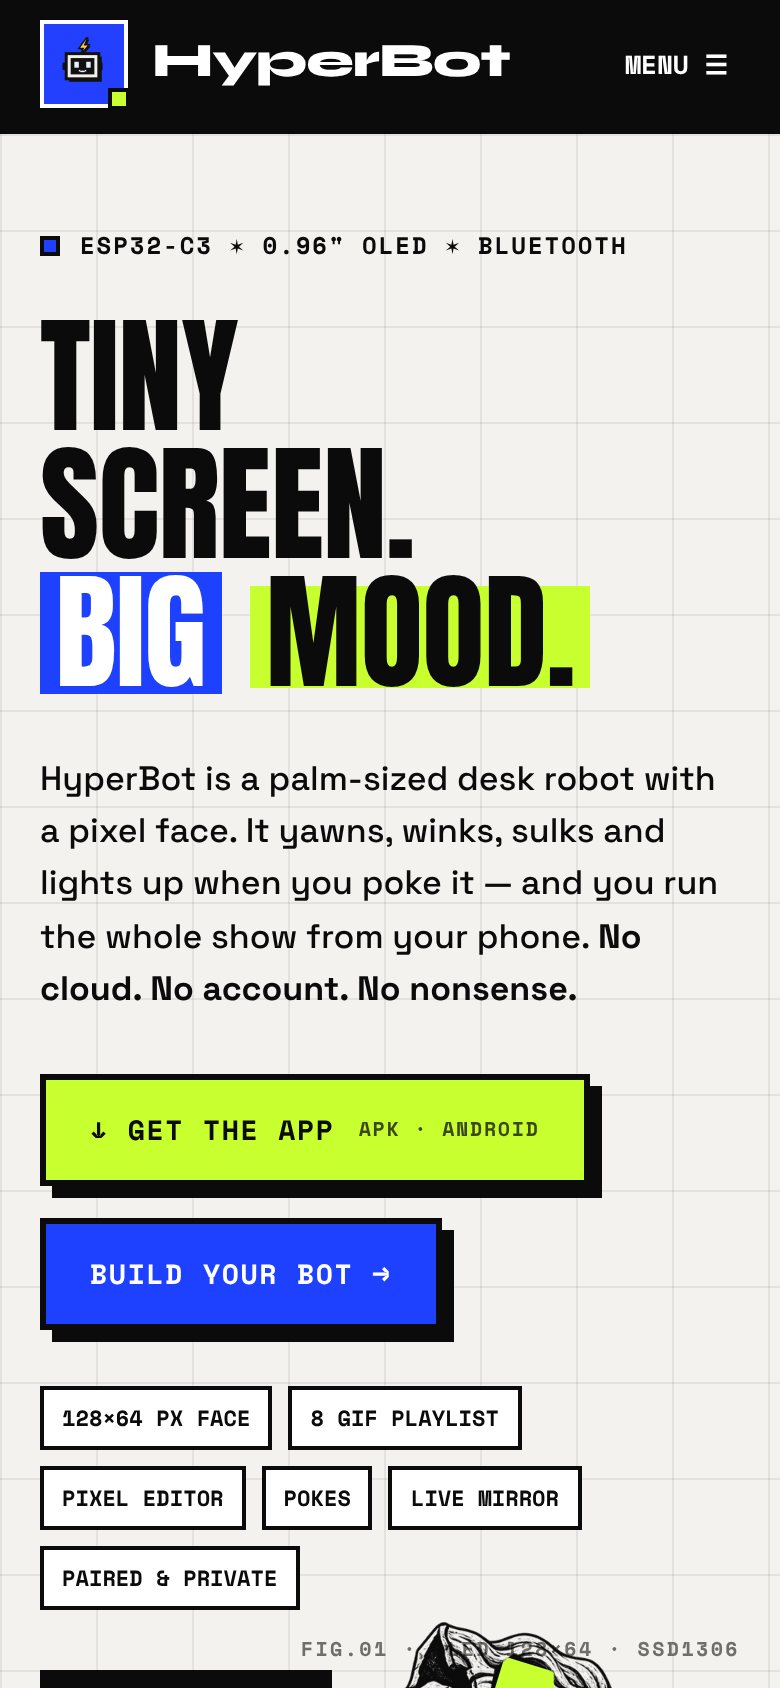 HyperBot
MENU ☰
ESP32-C3 ✶ 0.96" OLED ✶ BLUETOOTH
TINY
SCREEN.
BIG MOOD.
HyperBot is a palm-sized desk robot with
a pixel face. It yawns, winks, sulks and
lights up when you poke it — and you run
the whole show from your phone. No
cloud. No account. No nonsense.
↓ GET THE APP APK · ANDROID
BUILD YOUR BOT →
128×64 PX FACE
8 GIF PLAYLIST
PIXEL EDITOR
POKES
LIVE MIRROR
PAIRED & PRIVATE
FIG.01 · OLED 128×64 · SSD1306